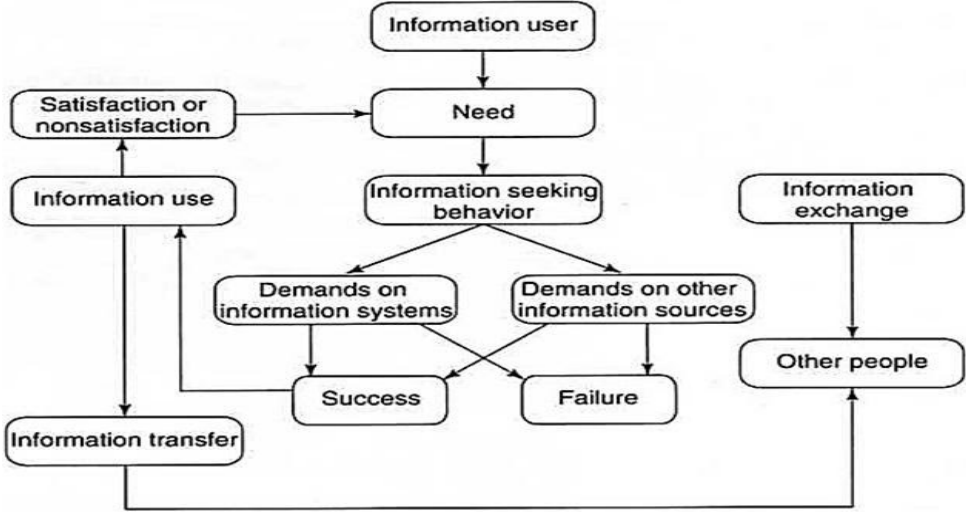 Information user
Satisfaction or
nonsatisfaction
Need
Information use
Information seeking
behavior
Information
exchange
Demands on
information systems
Demands on other
information sources
Other people
Success
Failure
Information transfer